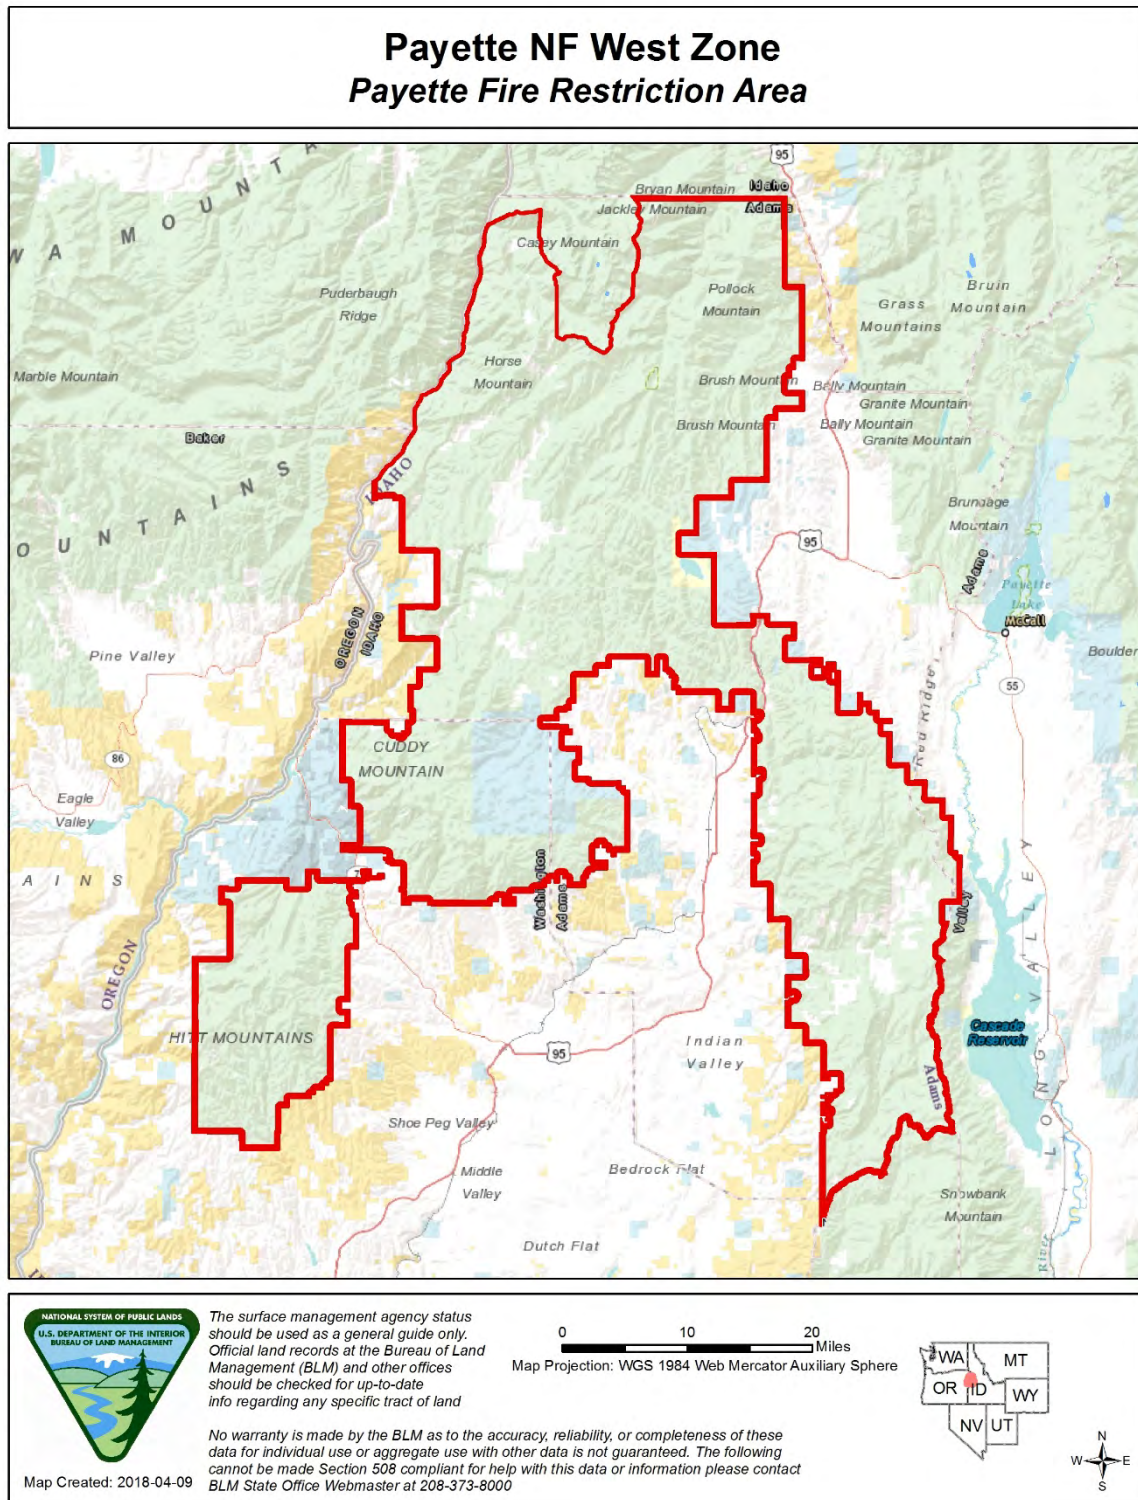 Payette NF West Zone
Payette Fire Restriction Area
WA MOUNTA
95
Bryan Mountain
Idaho
Jackley Mountain
Adams
Casey Mountain
Puderbaugh
Ridge
Pollock
Mountain
Bruin
Mountain
Grass
Mountains
Horse
Mountain
Marble Mountain
Brush Mountain
Bally Mountain
Granite Mountain
Brush Mountain
Bally Mountain
Granite Mountain
Baker
IDAHO
OUNTAINS
Brundage
Mountain
95
Adams
Payette
Lake
McCall
OREGON
IDAHO
Pine Valley
Boulder
Red Ridge
55
CUDDY
MOUNTAIN
86
Eagle
Valley
AINS
7
Washington
Adams
Valley
OREGON
HITT MOUNTAINS
95
Indian
Valley
Cascade
Reservoir
LONG VALLEY
Adams
Shoe Peg Valley
Middle
Valley
Bedrock Flat
Snowbank
Mountain
Dutch Flat
River
NATIONAL SYSTEM OF PUBLIC LANDS
U.S. DEPARTMENT OF THE INTERIOR
BUREAU OF LAND MANAGEMENT
Map Created: 2018-04-09
The surface management agency status
should be used as a general guide only.
Official land records at the Bureau of Land
Management (BLM) and other offices
should be checked for up-to-date
info regarding any specific tract of land
No warranty is made by the BLM as to the accuracy, reliability, or completeness of these
data for individual use or aggregate use with other data is not guaranteed. The following
cannot be made Section 508 compliant for help with this data or information please contact
BLM State Office Webmaster at 208-373-8000
0 10 20
Miles
Map Projection: WGS 1984 Web Mercator Auxiliary Sphere
WA MT
OR ID WY
NV UT
N
W E
S